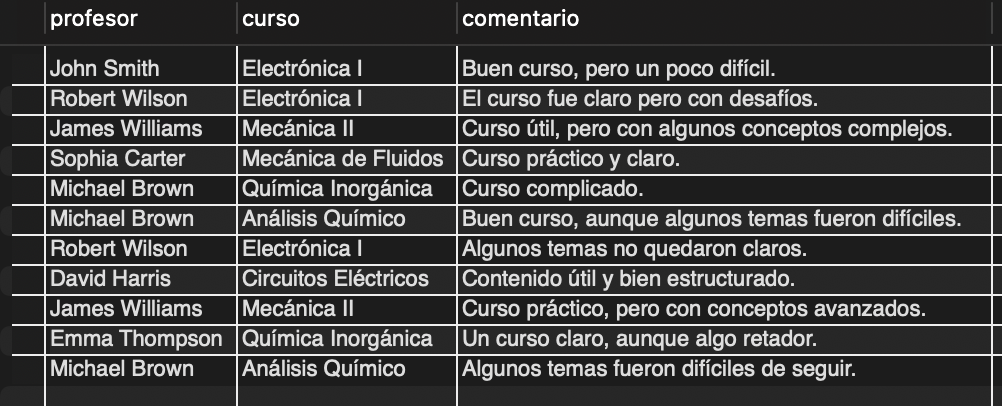 profesor curso comentario
John Smith Electrónica I Buen curso, pero un poco difícil.
Robert Wilson Electrónica I El curso fue claro pero con desafíos.
James Williams Mecánica II Curso útil, pero con algunos conceptos complejos.
Sophia Carter Mecánica de Fluidos Curso práctico y claro.
Michael Brown Química Inorgánica Curso complicado.
Michael Brown Análisis Químico Buen curso, aunque algunos temas fueron difíciles.
Robert Wilson Electrónica I Algunos temas no quedaron claros.
David Harris Circuitos Eléctricos Contenido útil y bien estructurado.
James Williams Mecánica II Curso práctico, pero con conceptos avanzados.
Emma Thompson Química Inorgánica Un curso claro, aunque algo retador.
Michael Brown Análisis Químico Algunos temas fueron difíciles de seguir.